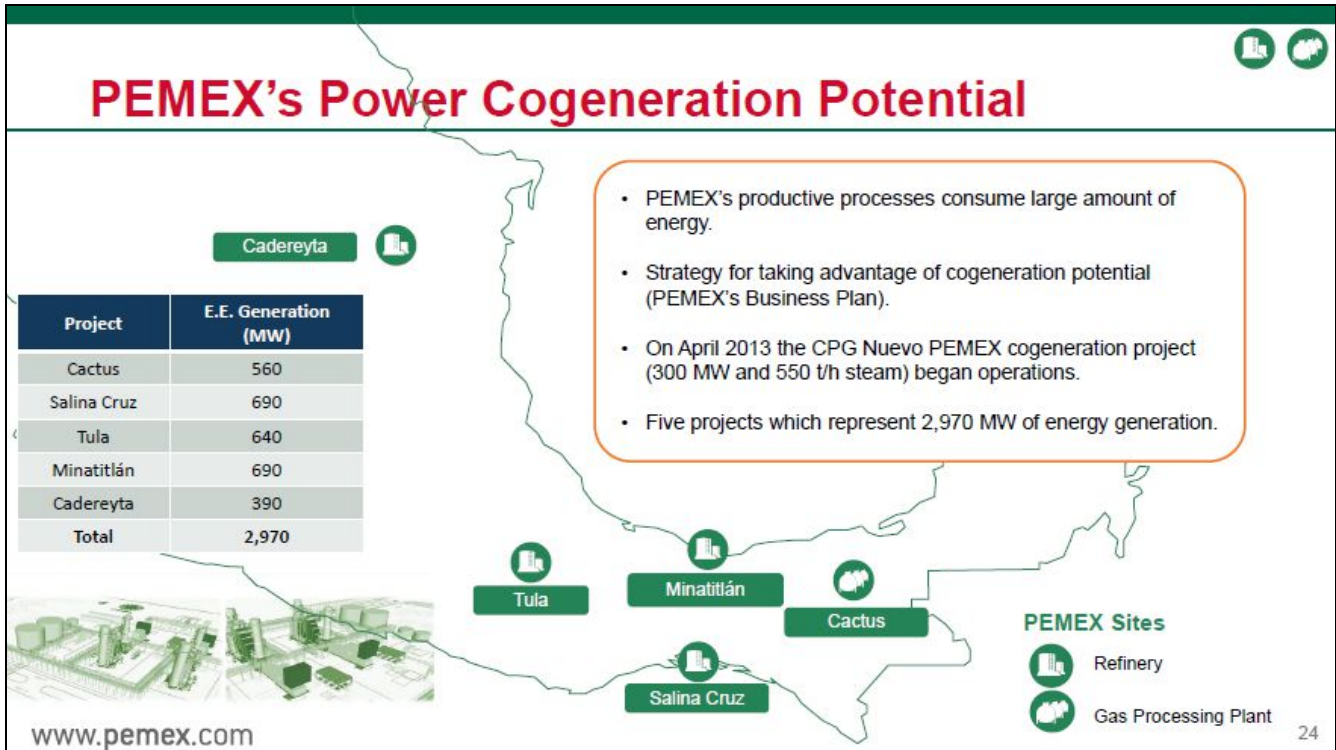 PEMEX's Power Cogeneration Potential
• PEMEX's productive processes consume large amount of
energy.
• Strategy for taking advantage of cogeneration potential
(PEMEX's Business Plan).
• On April 2013 the CPG Nuevo PEMEX cogeneration project
(300 MW and 550 t/h steam) began operations.
• Five projects which represent 2,970 MW of energy generation.
Cadereyta
Project E.E. Generation
(MW)
Cactus 560
Salina Cruz 690
Tula 640
Minatitlán 690
Cadereyta 390
Total 2,970
Tula
Minatitlán
Cactus
Salina Cruz
PEMEX Sites
Refinery
Gas Processing Plant
www.pemex.com
24